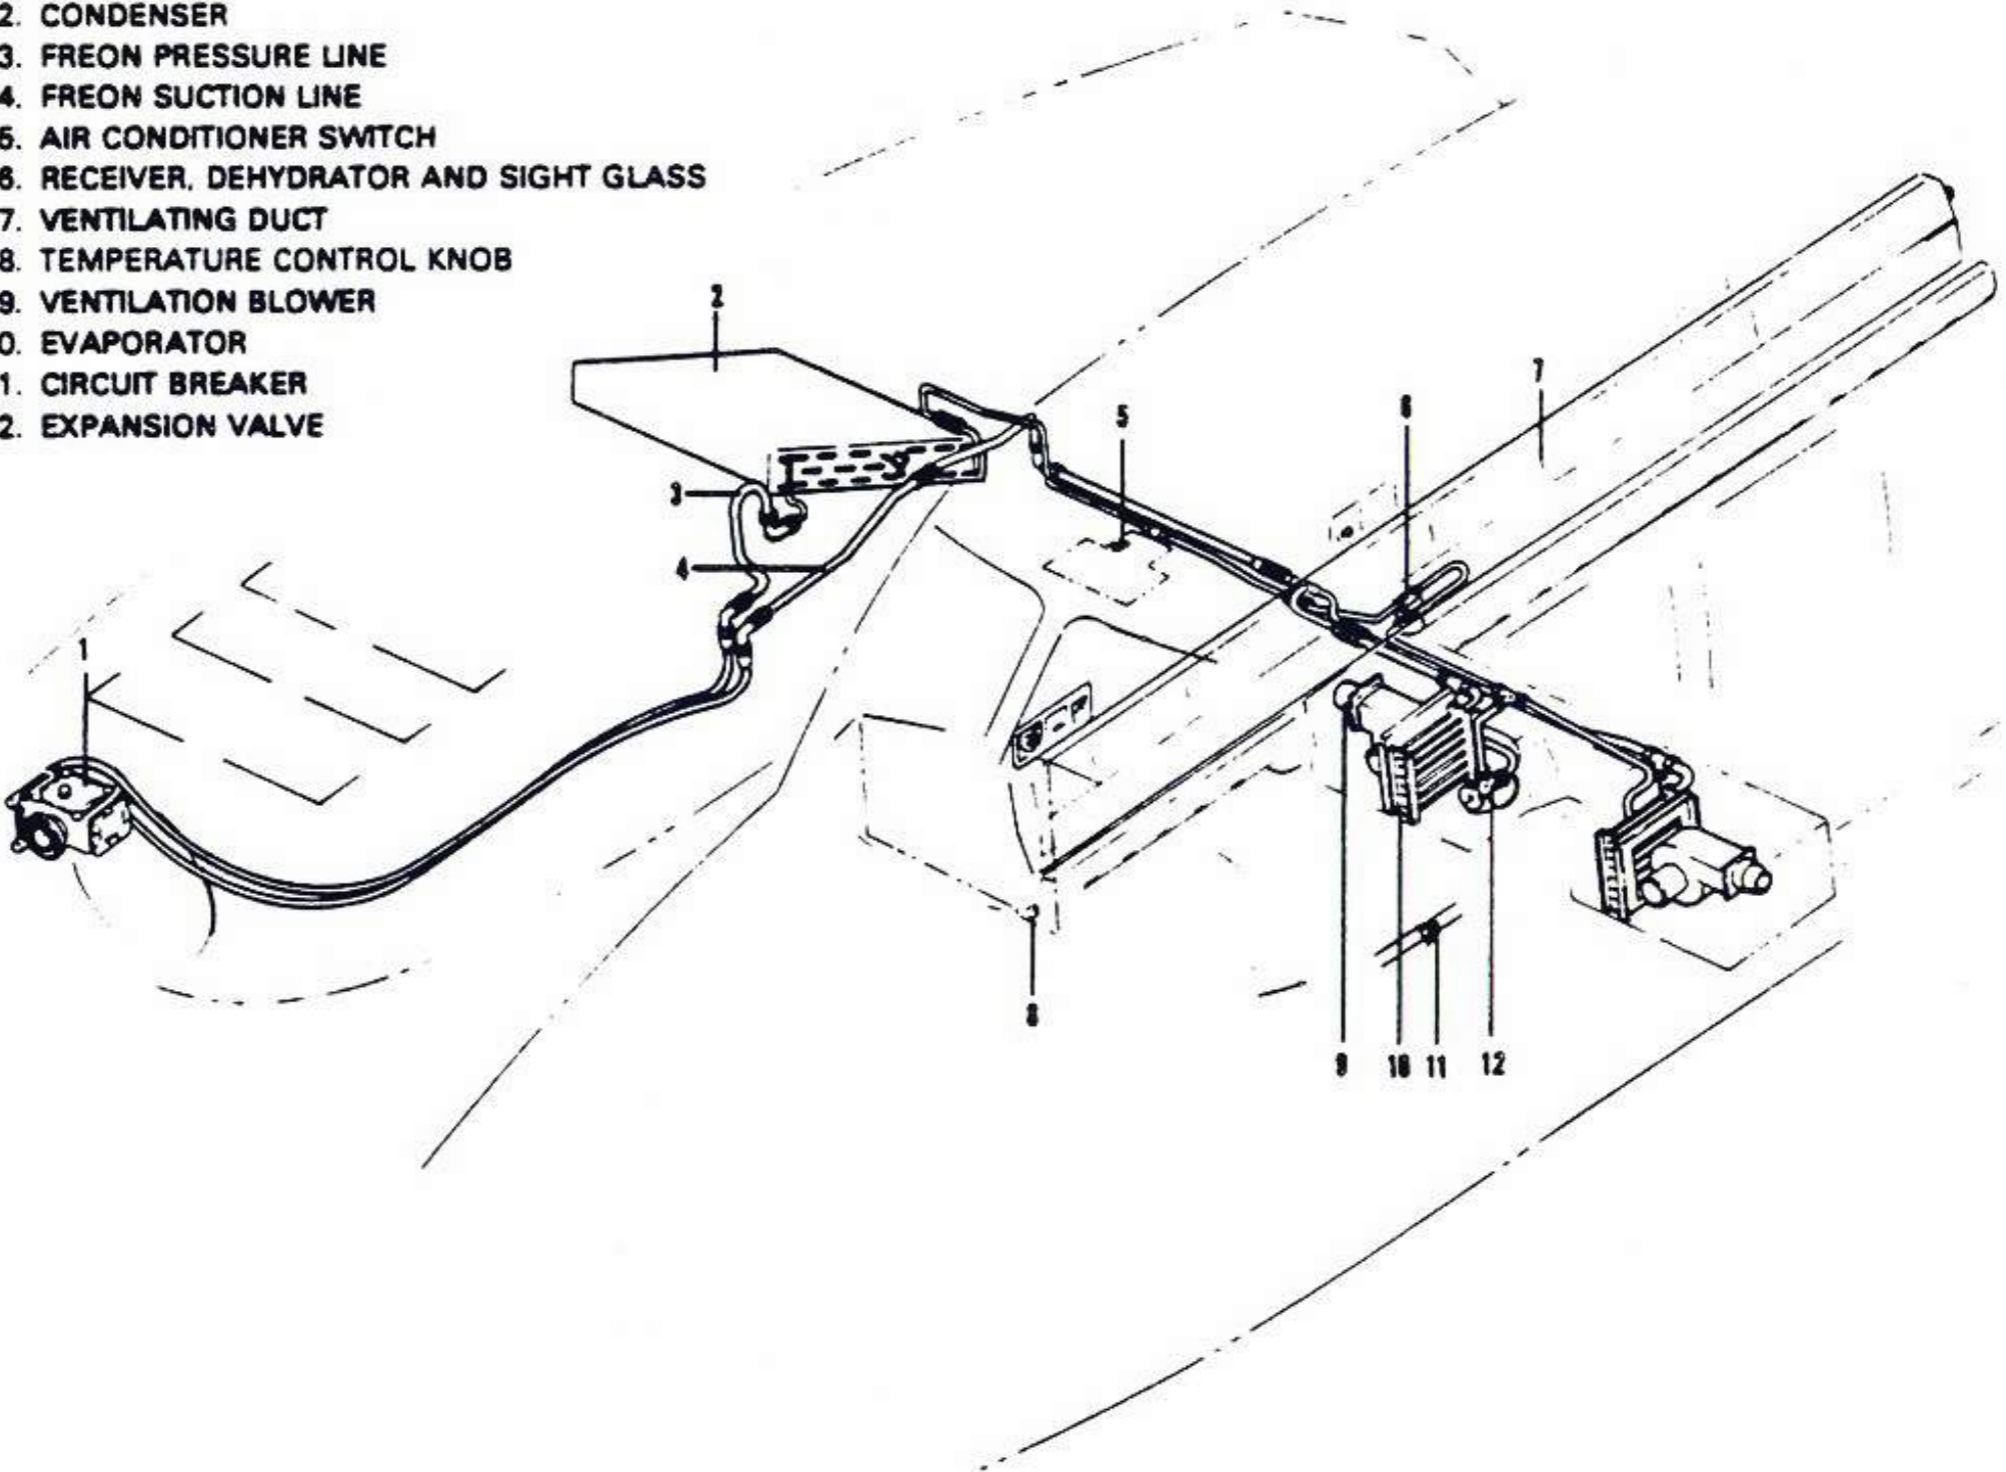 2. CONDENSER
3. FREON PRESSURE LINE
4. FREON SUCTION LINE
5. AIR CONDITIONER SWITCH
6. RECEIVER, DEHYDRATOR AND SIGHT GLASS
7. VENTILATING DUCT
8. TEMPERATURE CONTROL KNOB
9. VENTILATION BLOWER
0. EVAPORATOR
1. CIRCUIT BREAKER
2. EXPANSION VALVE
2
7
6
5
3
4
1
8
9 10 11 12